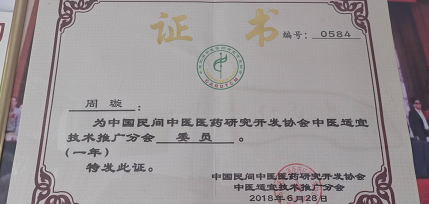 证 书
编号: 0584
周 璇 :
为中国民间中医医药研究开发协会中医适宜
技术推广分会 委 员 。
(一年)
特发此证。
中国民间中医医药研究开发协会
中医适宜技术推广分会
2018年6月28日